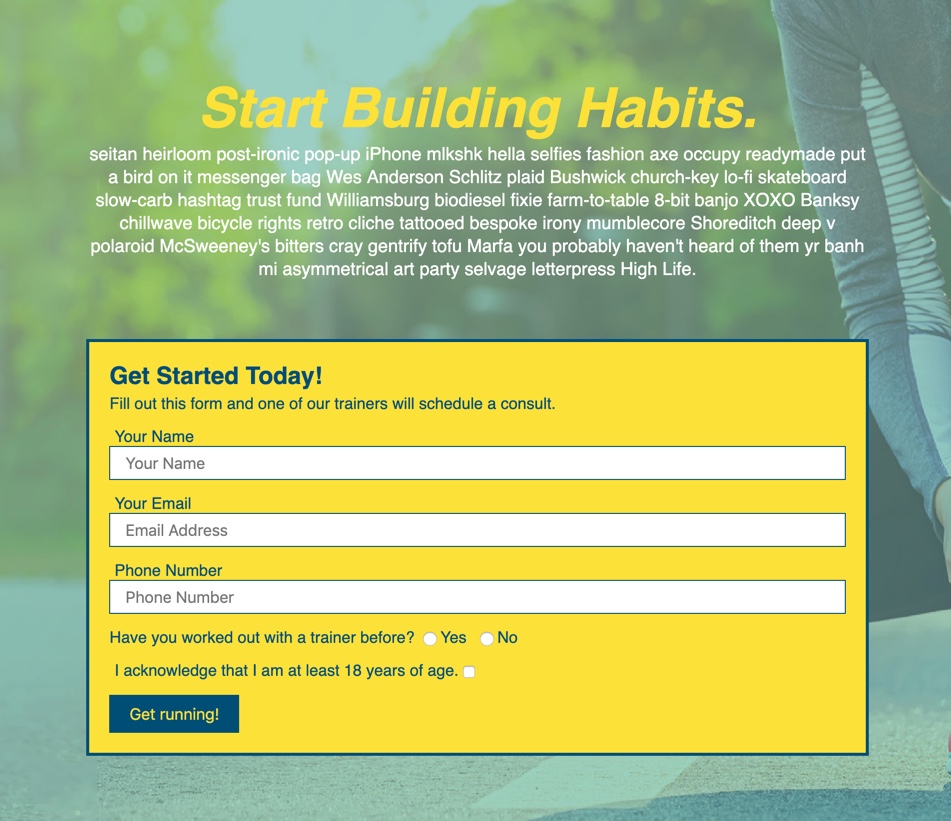 Start Building Habits.
seitan heirloom post-ironic pop-up iPhone mlkshk hella selfies fashion axe occupy readymade put
a bird on it messenger bag Wes Anderson Schlitz plaid Bushwick church-key lo-fi skateboard
slow-carb hashtag trust fund Williamsburg biodiesel fixie farm-to-table 8-bit banjo XOXO Banksy
chillwave bicycle rights retro cliche tattooed bespoke irony mumblecore Shoreditch deep v
polaroid McSweeney's bitters cray gentrify tofu Marfa you probably haven't heard of them yr banh
mi asymmetrical art party selvage letterpress High Life.
Get Started Today!
Fill out this form and one of our trainers will schedule a consult.
Your Name
Your Name
Your Email
Email Address
Phone Number
Phone Number
Have you worked out with a trainer before? Yes No
I acknowledge that I am at least 18 years of age.
Get running!